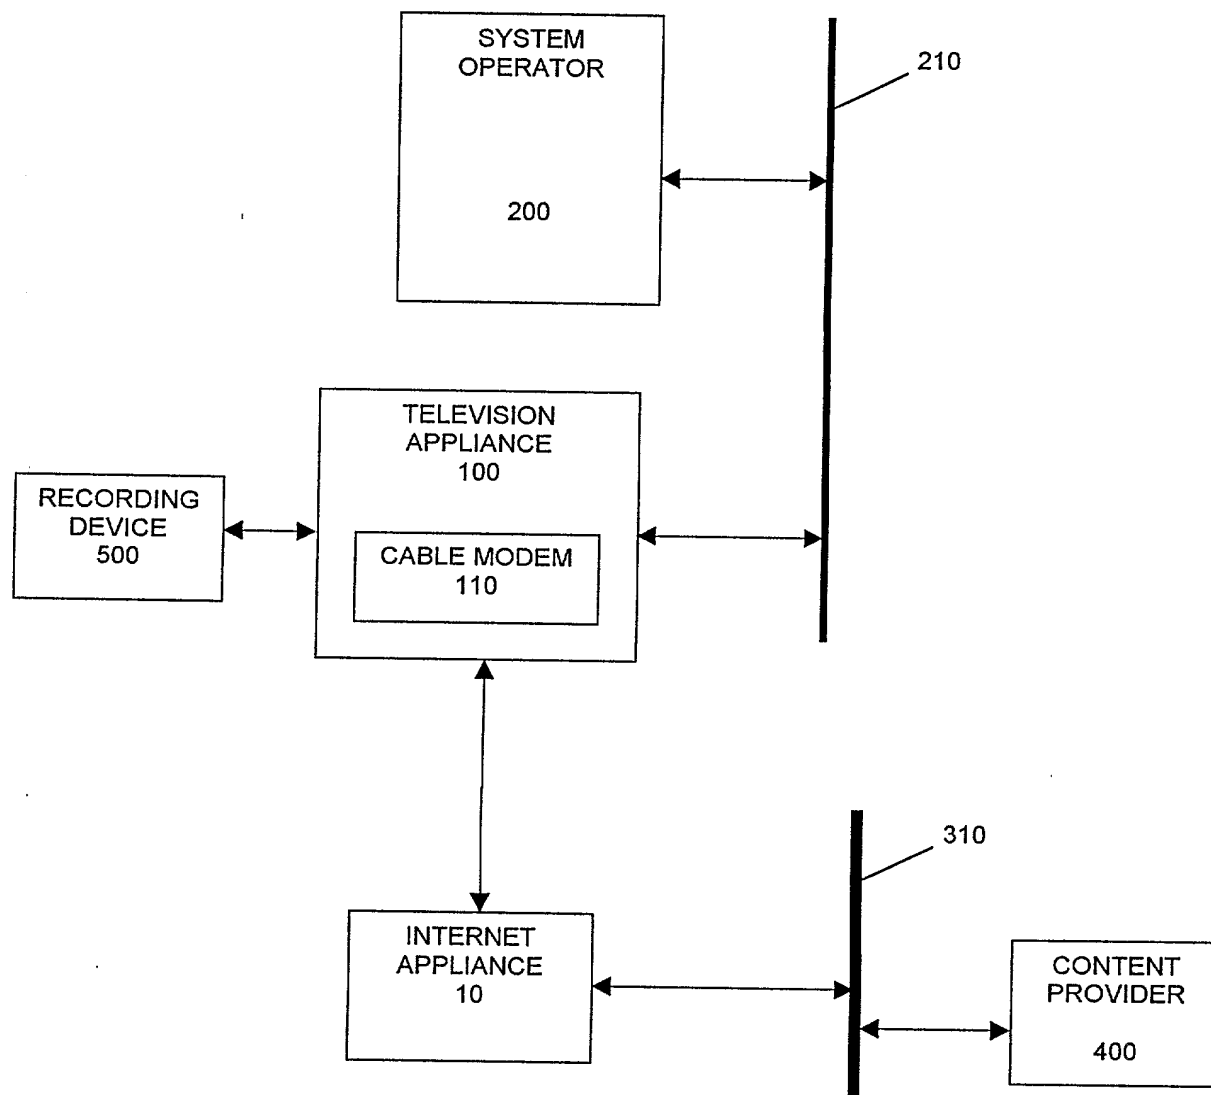 SYSTEM
OPERATOR
200
210
TELEVISION
APPLIANCE
100
RECORDING
DEVICE
500
CABLE MODEM
110
310
INTERNET
APPLIANCE
10
CONTENT
PROVIDER
400